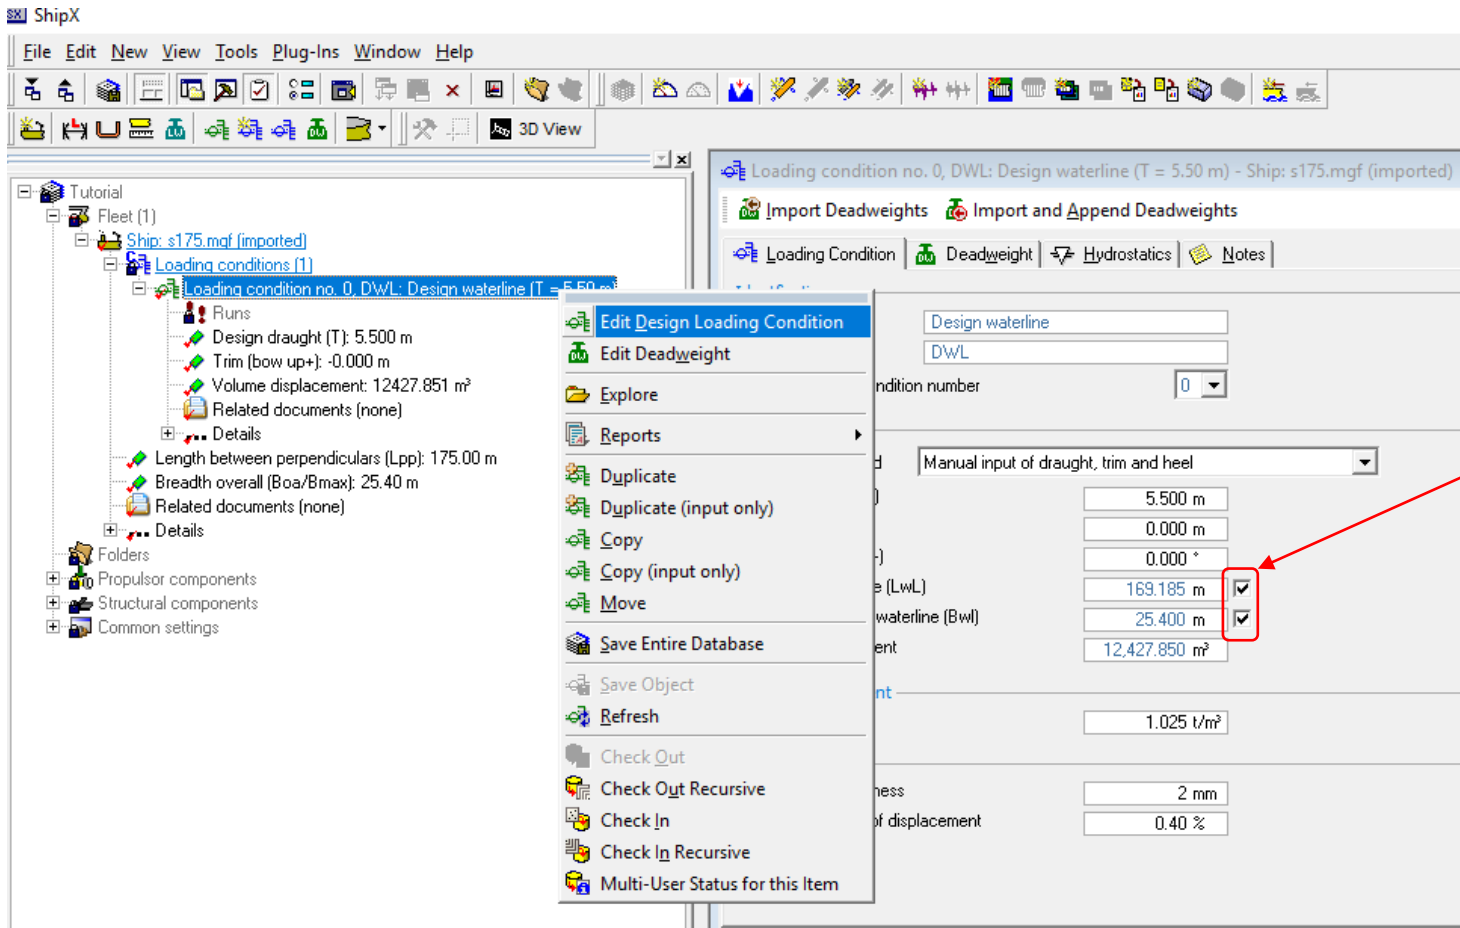 ShipX
File Edit New View Tools Plug-Ins Window Help
3D View
Tutorial
Fleet (1)
Ship: s175.mgf (imported)
Loading conditions (1)
Loading condition no. 0, DWL: Design waterline (T = 5.50 m)
Runs
Design draught (T): 5.500 m
Trim (bow up+): -0.000 m
Volume displacement: 12427.851 m³
Related documents (none)
Details
Length between perpendiculars (Lpp): 175.00 m
Breadth overall (Boa/Bmax): 25.40 m
Related documents (none)
Details
Folders
Propulsor components
Structural components
Common settings
Edit Design Loading Condition
Edit Deadweight
Explore
Reports
Duplicate
Duplicate (input only)
Copy
Copy (input only)
Move
Save Entire Database
Save Object
Refresh
Check Out
Check Out Recursive
Check In
Check In Recursive
Multi-User Status for this Item
Loading condition no. 0, DWL: Design waterline (T = 5.50 m) - Ship: s175.mgf (imported)
Import Deadweights Import and Append Deadweights
Loading Condition Deadweight Hydrostatics Notes
Design waterline
DWL
ndition number 0
Manual input of draught, trim and heel
5.500 m
0.000 m
0.000 °
e (LwL) 169.185 m
waterline (Bwl) 25.400 m
ent 12,427.850 m³
nt
1.025 t/m³
ness 2 mm
of displacement 0.40 %